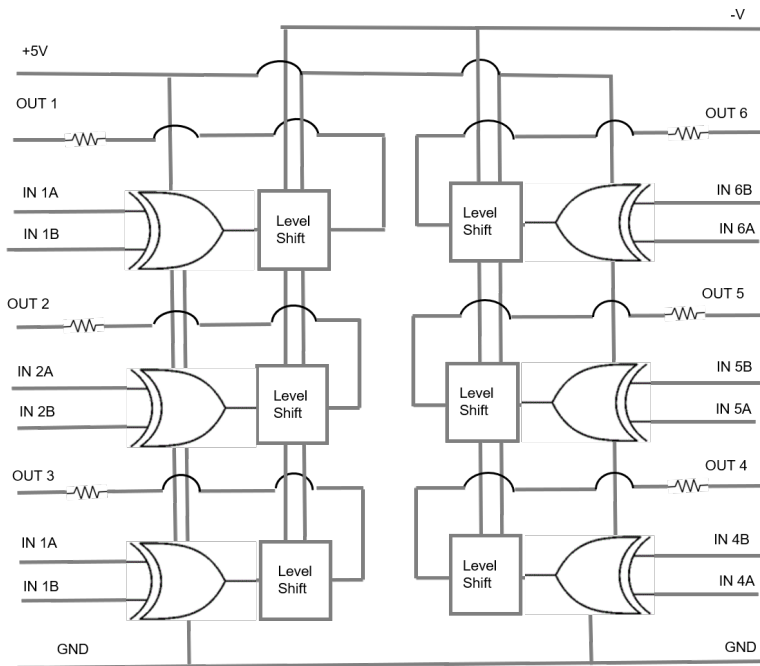 -V
+5V
OUT 1
OUT 6
IN 1A
IN 1B
Level
Shift
Level
Shift
IN 6B
IN 6A
OUT 2
OUT 5
IN 2A
IN 2B
Level
Shift
Level
Shift
IN 5B
IN 5A
OUT 3
OUT 4
IN 1A
IN 1B
Level
Shift
Level
Shift
IN 4B
IN 4A
GND
GND